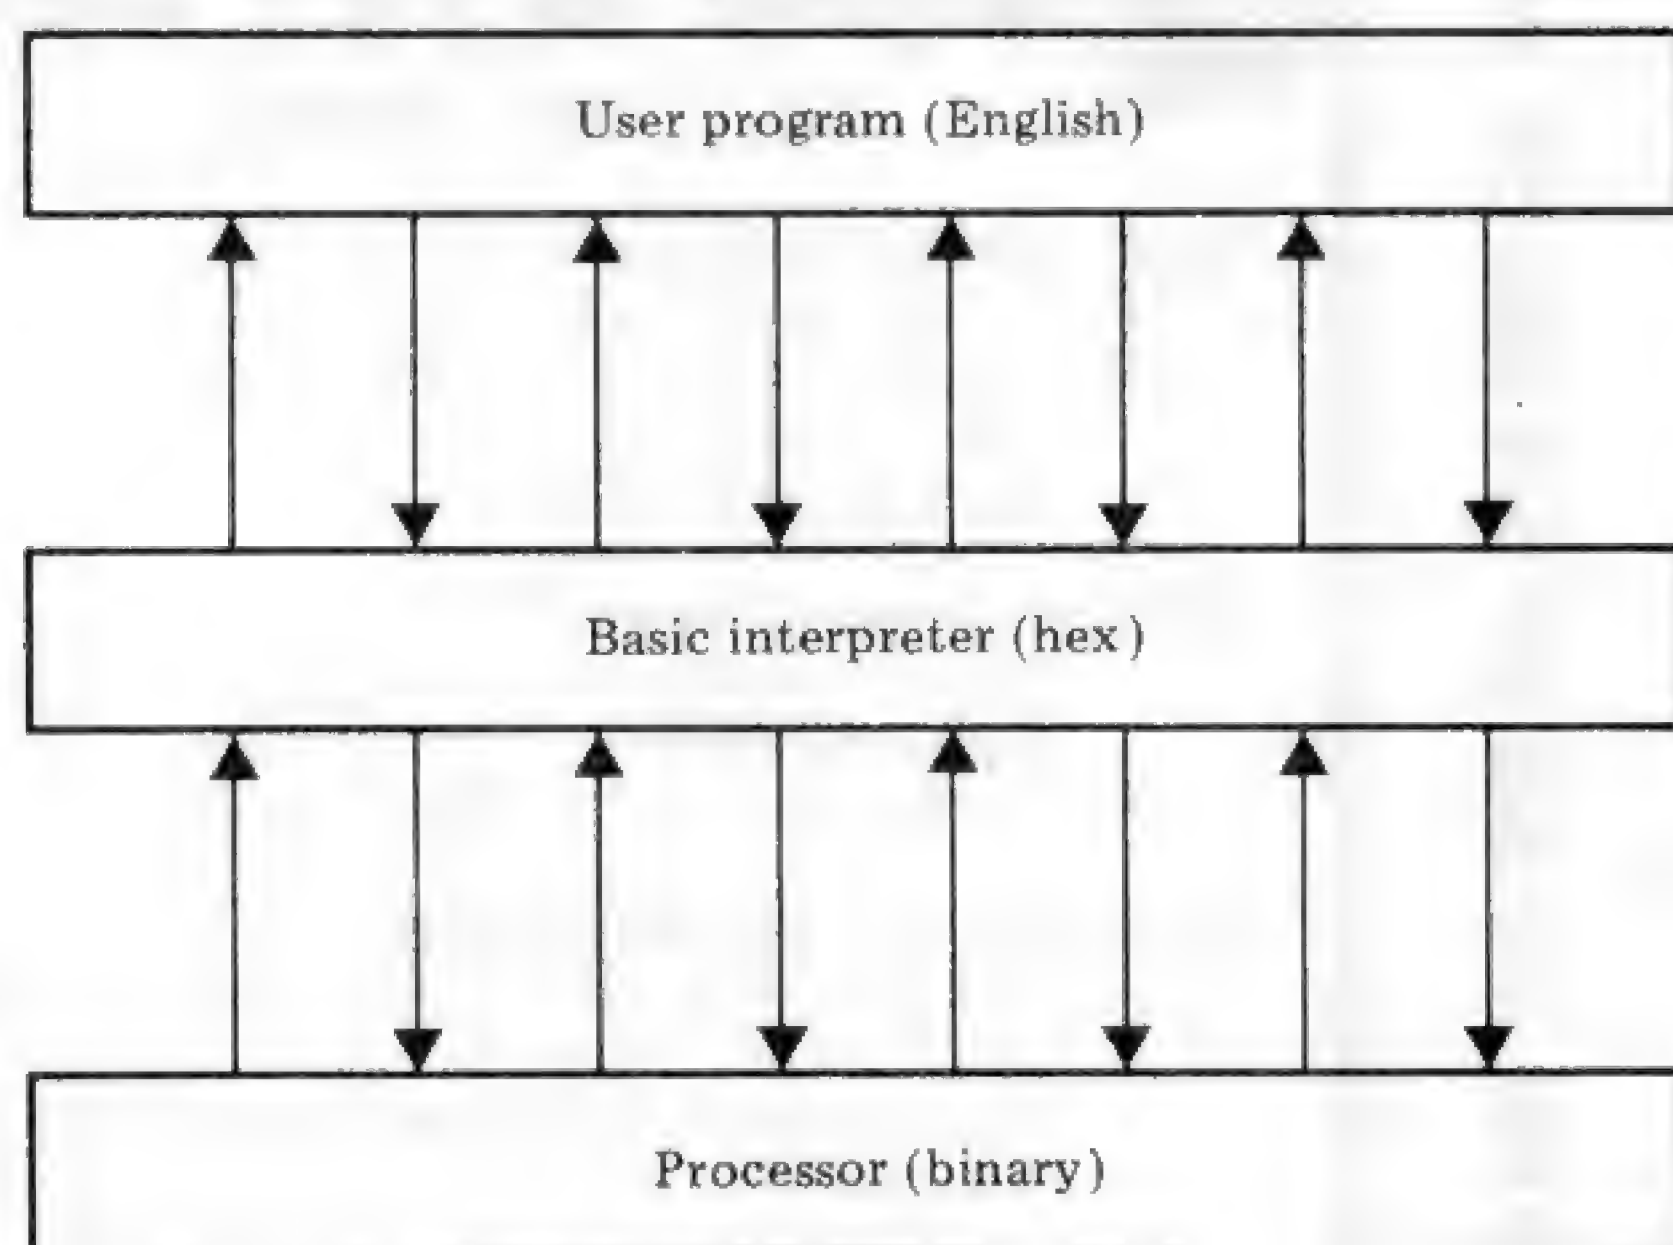 User program (English)
Basic interpreter (hex)
Processor (binary)